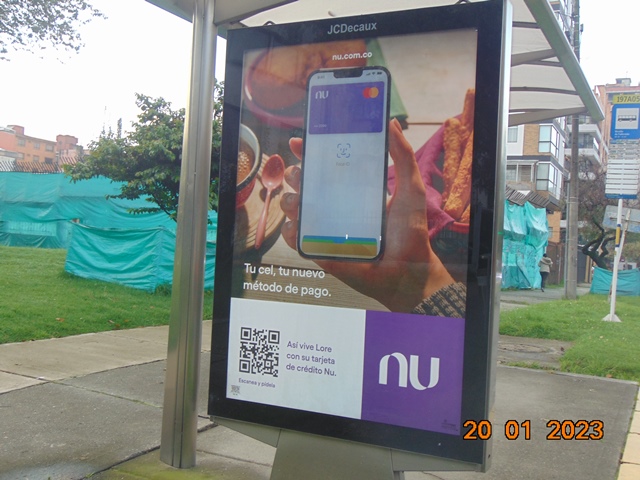 JCDecaux
nu.com.co
nu
Tu cel, tu nuevo
método de pago.
Así vive Lore
con su tarjeta
de crédito Nu.
Escanea y pídela
nu
197A05
20 01 2023